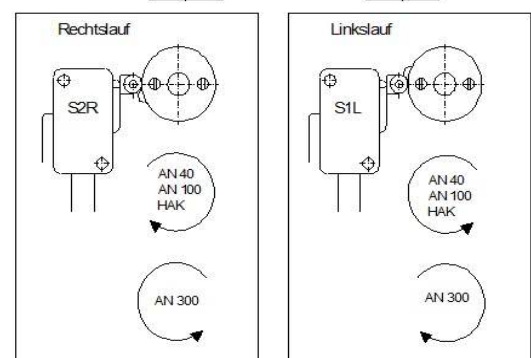 Rechtslauf
S2R
AN 40
AN 100
HAK
AN 300
Linkslauf
S1L
AN 40
AN 100
HAK
AN 300